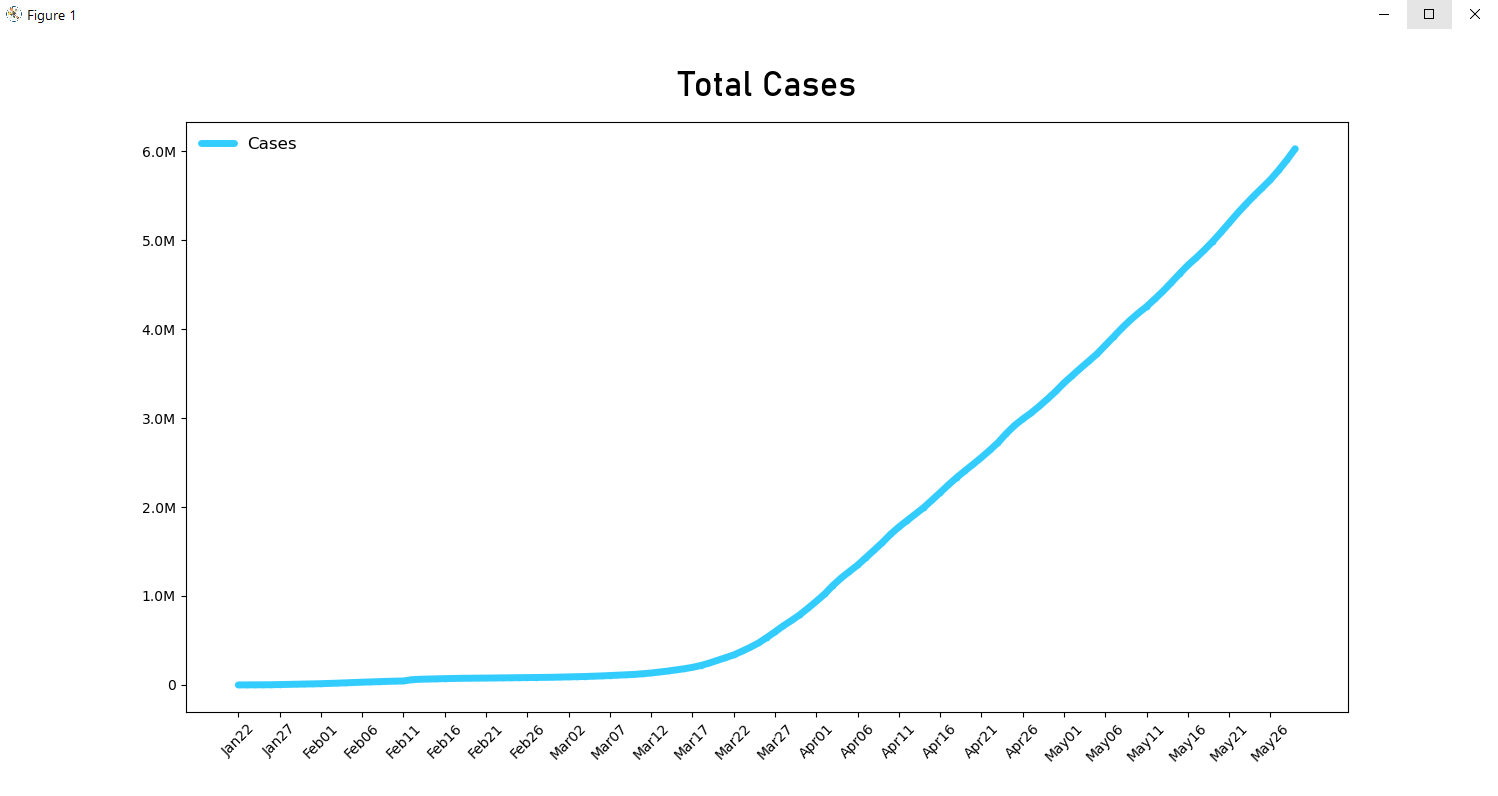 Figure 1
Total Cases
Cases
6.0M
5.0M
4.0M
3.0M
2.0M
1.0M
0
Jan22 Jan27 Feb01 Feb06 Feb11 Feb16 Feb21 Feb26 Mar02 Mar07 Mar12 Mar17 Mar22 Mar27 Apr01 Apr06 Apr11 Apr16 Apr21 Apr26 May01 May06 May11 May16 May21 May26